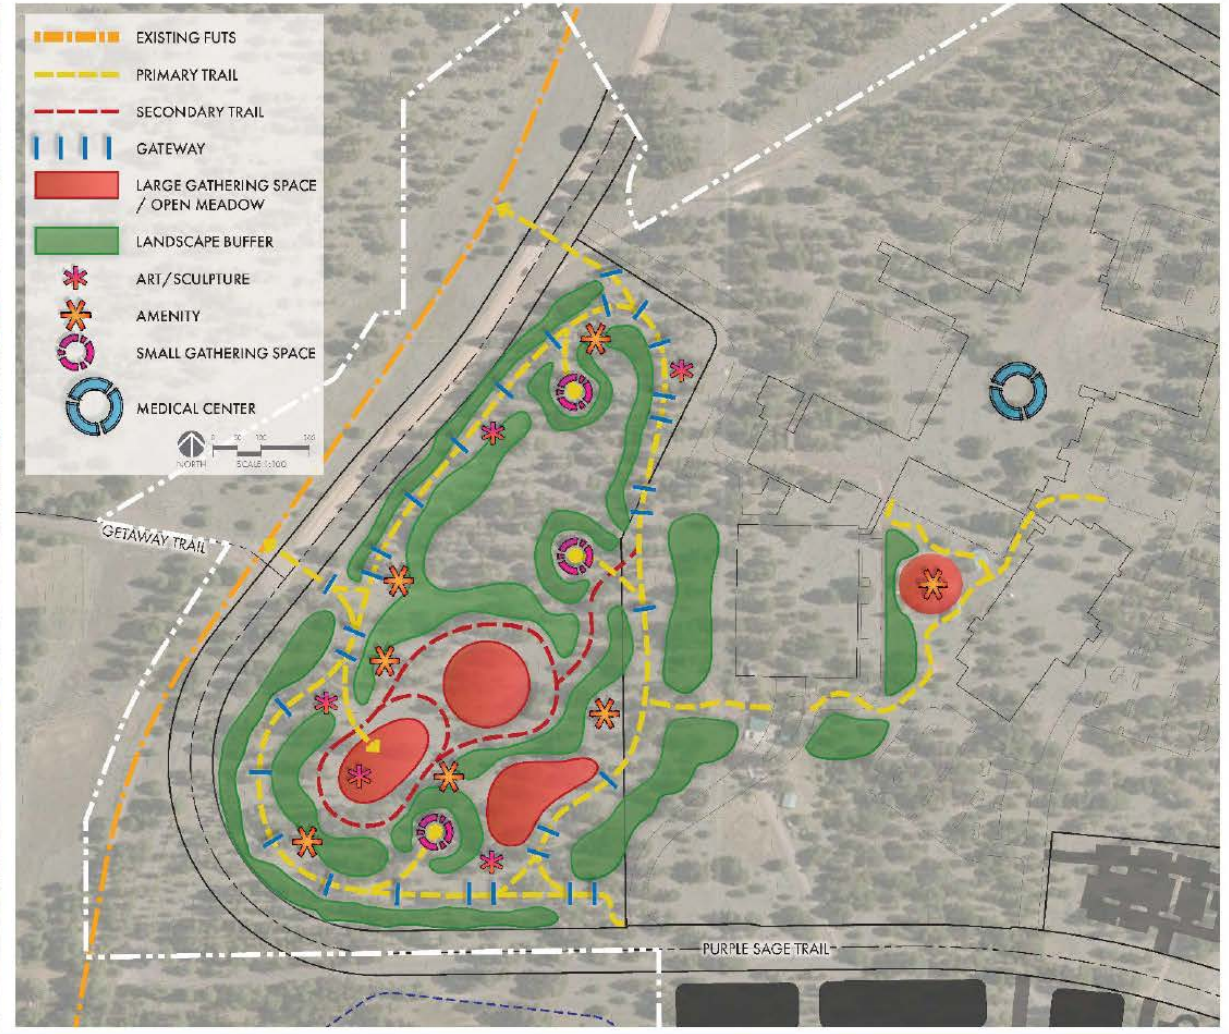 EXISTING FUTS
PRIMARY TRAIL
SECONDARY TRAIL
GATEWAY
LARGE GATHERING SPACE
/ OPEN MEADOW
LANDSCAPE BUFFER
ART/SCULPTURE
AMENITY
SMALL GATHERING SPACE
MEDICAL CENTER
NORTH
SCALE 1:100
GETAWAY TRAIL
PURPLE SAGE TRAIL